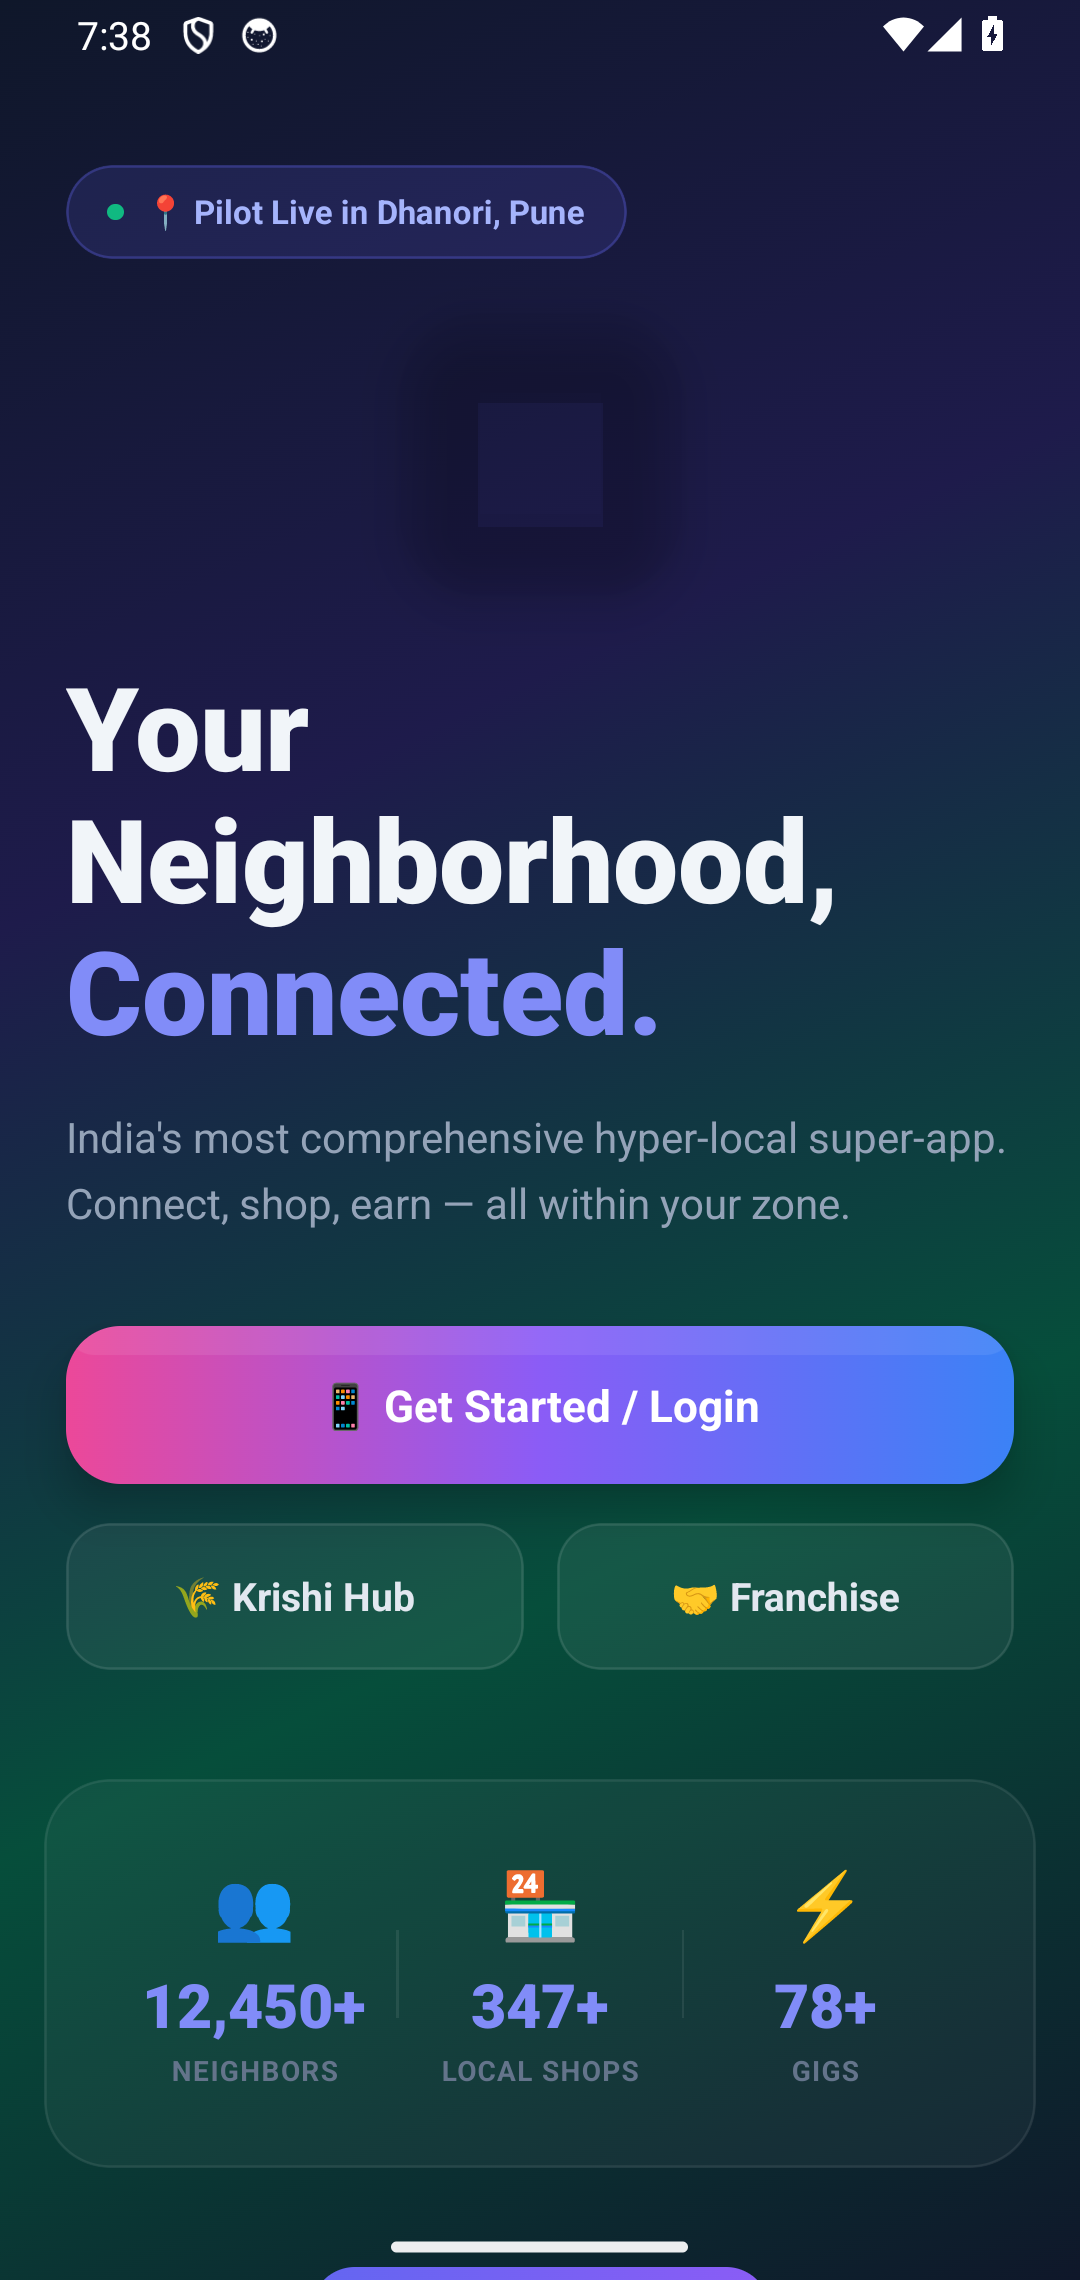 7:38
📍 Pilot Live in Dhanori, Pune
Your
Neighborhood,
Connected.
India's most comprehensive hyper-local super-app.
Connect, shop, earn — all within your zone.
📱 Get Started / Login
🌾 Krishi Hub
🤝 Franchise
👥
🏪
⚡
12,450+
347+
78+
NEIGHBORS
LOCAL SHOPS
GIGS